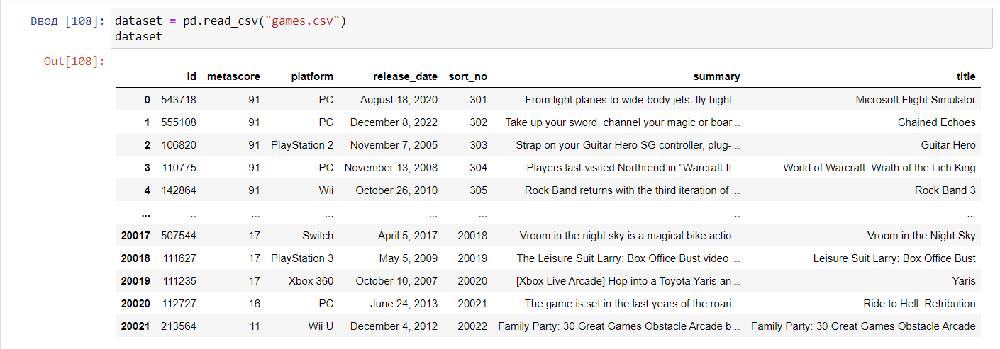 Ввод [108]: dataset = pd.read_csv("games.csv")
dataset
Out[108]:
id metascore platform release_date sort_no summary title
0 543718 91 PC August 18, 2020 301 From light planes to wide-body jets, fly highl... Microsoft Flight Simulator
1 555108 91 PC December 8, 2022 302 Take up your sword, channel your magic or boar... Chained Echoes
2 106820 91 PlayStation 2 November 7, 2005 303 Strap on your Guitar Hero SG controller, plug-... Guitar Hero
3 110775 91 PC November 13, 2008 304 Players last visited Northrend in "Warcraft II... World of Warcraft: Wrath of the Lich King
4 142864 91 Wii October 26, 2010 305 Rock Band returns with the third iteration of ... Rock Band 3
... ... ... ... ... ... ... ...
20017 507544 17 Switch April 5, 2017 20018 Vroom in the night sky is a magical bike actio... Vroom in the Night Sky
20018 111627 17 PlayStation 3 May 5, 2009 20019 The Leisure Suit Larry: Box Office Bust video ... Leisure Suit Larry: Box Office Bust
20019 111235 17 Xbox 360 October 10, 2007 20020 [Xbox Live Arcade] Hop into a Toyota Yaris an... Yaris
20020 112727 16 PC June 24, 2013 20021 The game is set in the last years of the roari... Ride to Hell: Retribution
20021 213564 11 Wii U December 4, 2012 20022 Family Party: 30 Great Games Obstacle Arcade b... Family Party: 30 Great Games Obstacle Arcade